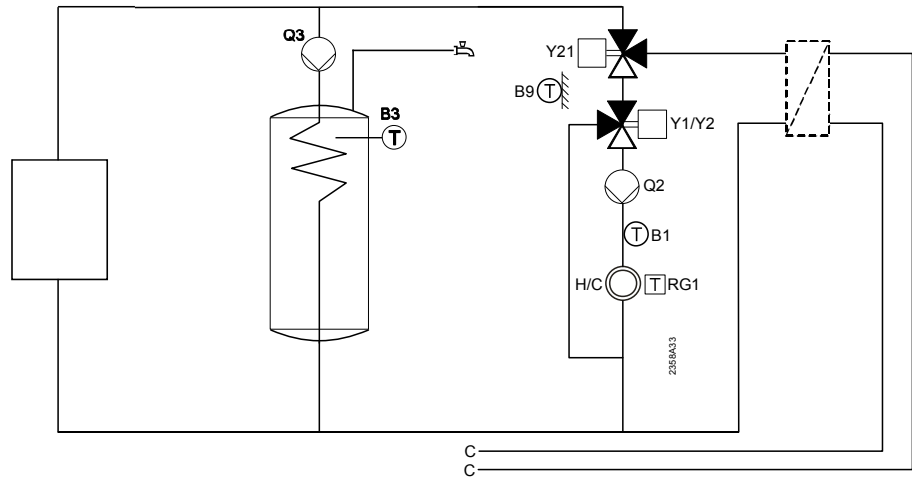 Q3
Y21
B9 T
B3
T
Y1/Y2
Q2
T B1
H/C T RG1
2358A33
C
C